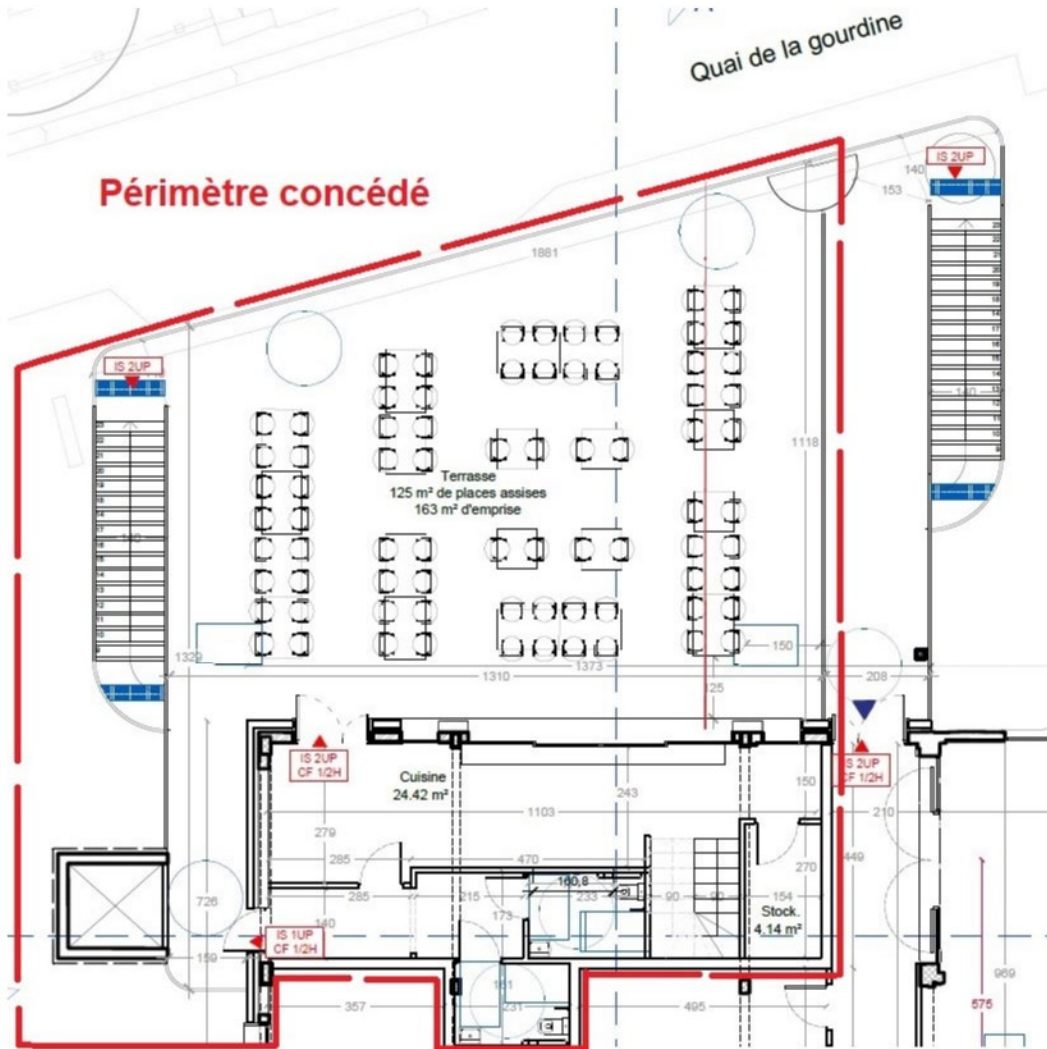 Quai de la gourdine
Périmètre concédé
IS 2UP
140
153
1881
IS 2UP
1118
140
Terrasse
125 m² de places assises
163 m² d'emprise
140
150
1329
1373
1310
208
IS 2UP
CF 1/2H
IS 2UP
CF 1/2H
Cuisine
24.42 m²
243
150
1103
210
279
285
470
270
449
726
285
215
160,8
233
90
90
154
140
173
Stock.
4.14 m²
IS 1UP
CF 1/2H
159
357
231
495
969
575